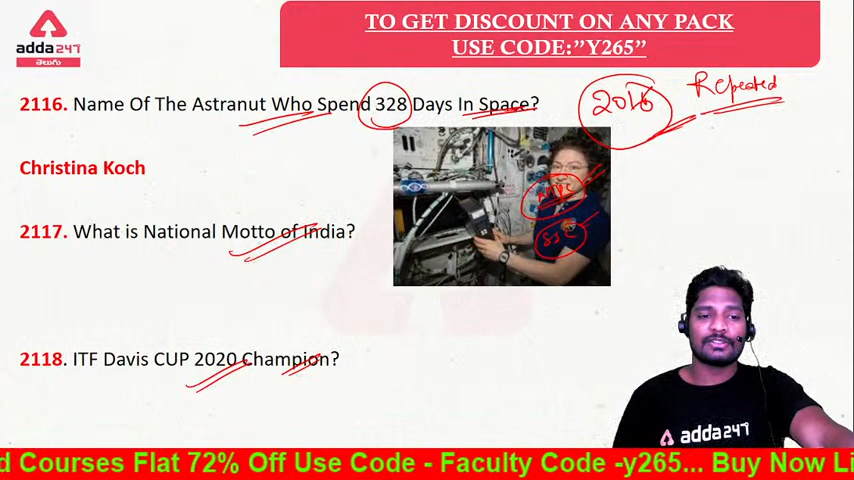 TO GET DISCOUNT ON ANY PACK
USE CODE:”Y265”
adda247
తెలుగు
2116. Name Of The Astranut Who Spend 328 Days In Space?
2016
Repeated
Christina Koch
SSC
2117. What is National Motto of India?
2118. ITF Davis CUP 2020 Champion?
adda247
d Courses Flat 72% Off Use Code - Faculty Code -y265... Buy Now Li